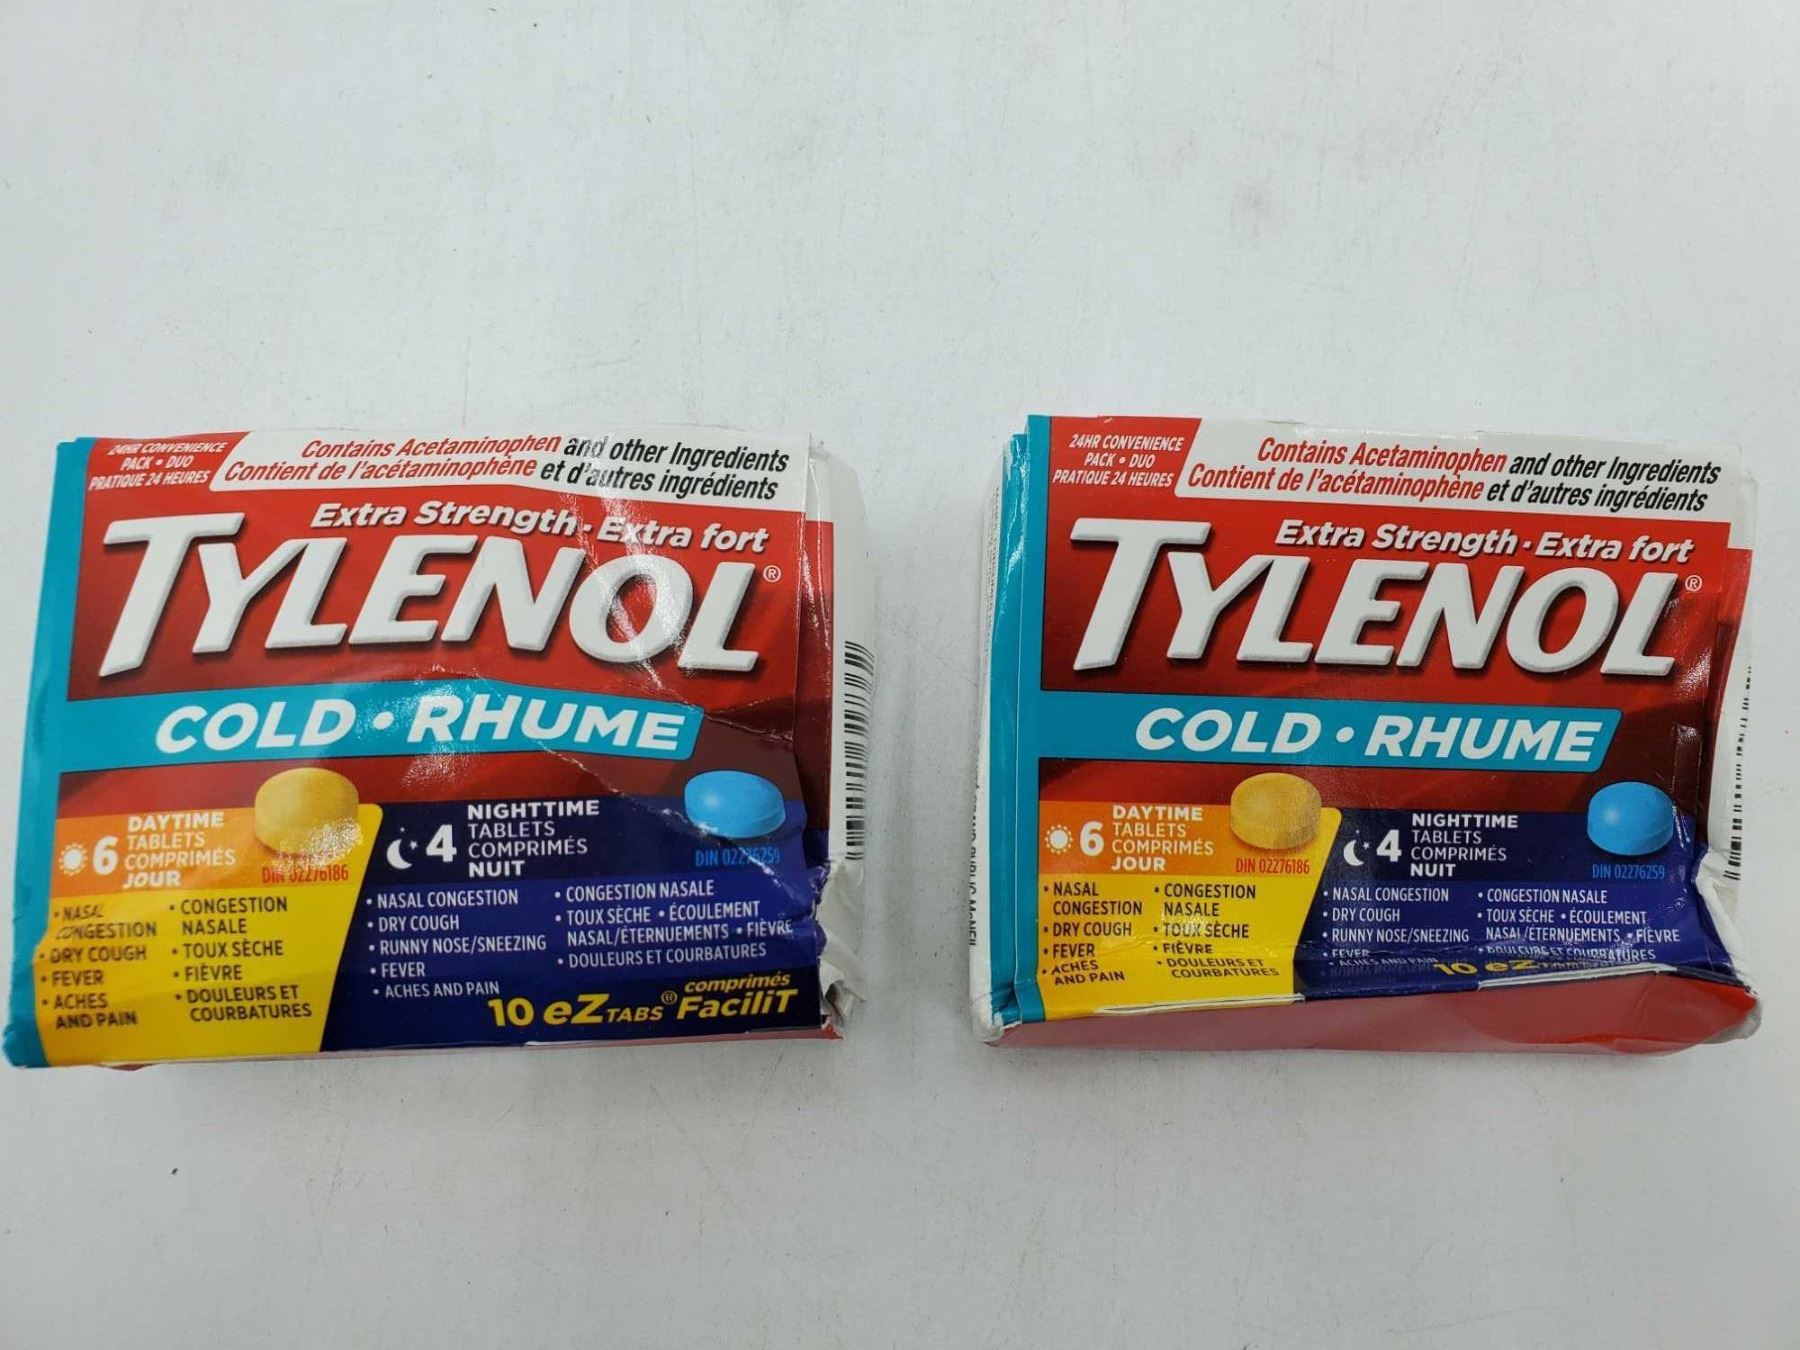 24HR CONVENIENCE
PACK • DUO
PRATIQUE 24 HEURES
Contains Acetaminophen and other Ingredients
Contient de l'acétaminophène et d'autres ingrédients
Extra Strength · Extra fort
TYLENOL®
COLD • RHUME
6 DAYTIME
TABLETS
COMPRIMÉS
JOUR
DIN 02276186
4 NIGHTTIME
TABLETS
COMPRIMÉS
NUIT
DIN 02276259
• NASAL
CONGESTION
• DRY COUGH
• FEVER
• ACHES
AND PAIN
• CONGESTION
NASALE
• TOUX SÈCHE
• FIÈVRE
• DOULEURS ET
COURBATURES
• NASAL CONGESTION
• DRY COUGH
• RUNNY NOSE/SNEEZING
• FEVER
• ACHES AND PAIN
• CONGESTION NASALE
• TOUX SÈCHE • ÉCOULEMENT
NASAL/ÉTERNUEMENTS • FIÈVRE
• DOULEURS ET COURBATURES
10 eZ TABS® comprimés
FaciliT
24HR CONVENIENCE
PACK • DUO
PRATIQUE 24 HEURES
Contains Acetaminophen and other Ingredients
Contient de l'acétaminophène et d'autres ingrédients
Extra Strength · Extra fort
TYLENOL®
COLD • RHUME
6 DAYTIME
TABLETS
COMPRIMÉS
JOUR
DIN 02276186
4 NIGHTTIME
TABLETS
COMPRIMÉS
NUIT
DIN 02276259
• NASAL
CONGESTION
• DRY COUGH
• FEVER
• ACHES
AND PAIN
• CONGESTION
NASALE
• TOUX SÈCHE
• FIÈVRE
• DOULEURS ET
COURBATURES
• NASAL CONGESTION
• DRY COUGH
• RUNNY NOSE/SNEEZING
• FEVER
• ACHES AND PAIN
• CONGESTION NASALE
• TOUX SÈCHE • ÉCOULEMENT
NASAL/ÉTERNUEMENTS • FIÈVRE
• DOULEURS ET COURBATURES
10 eZ